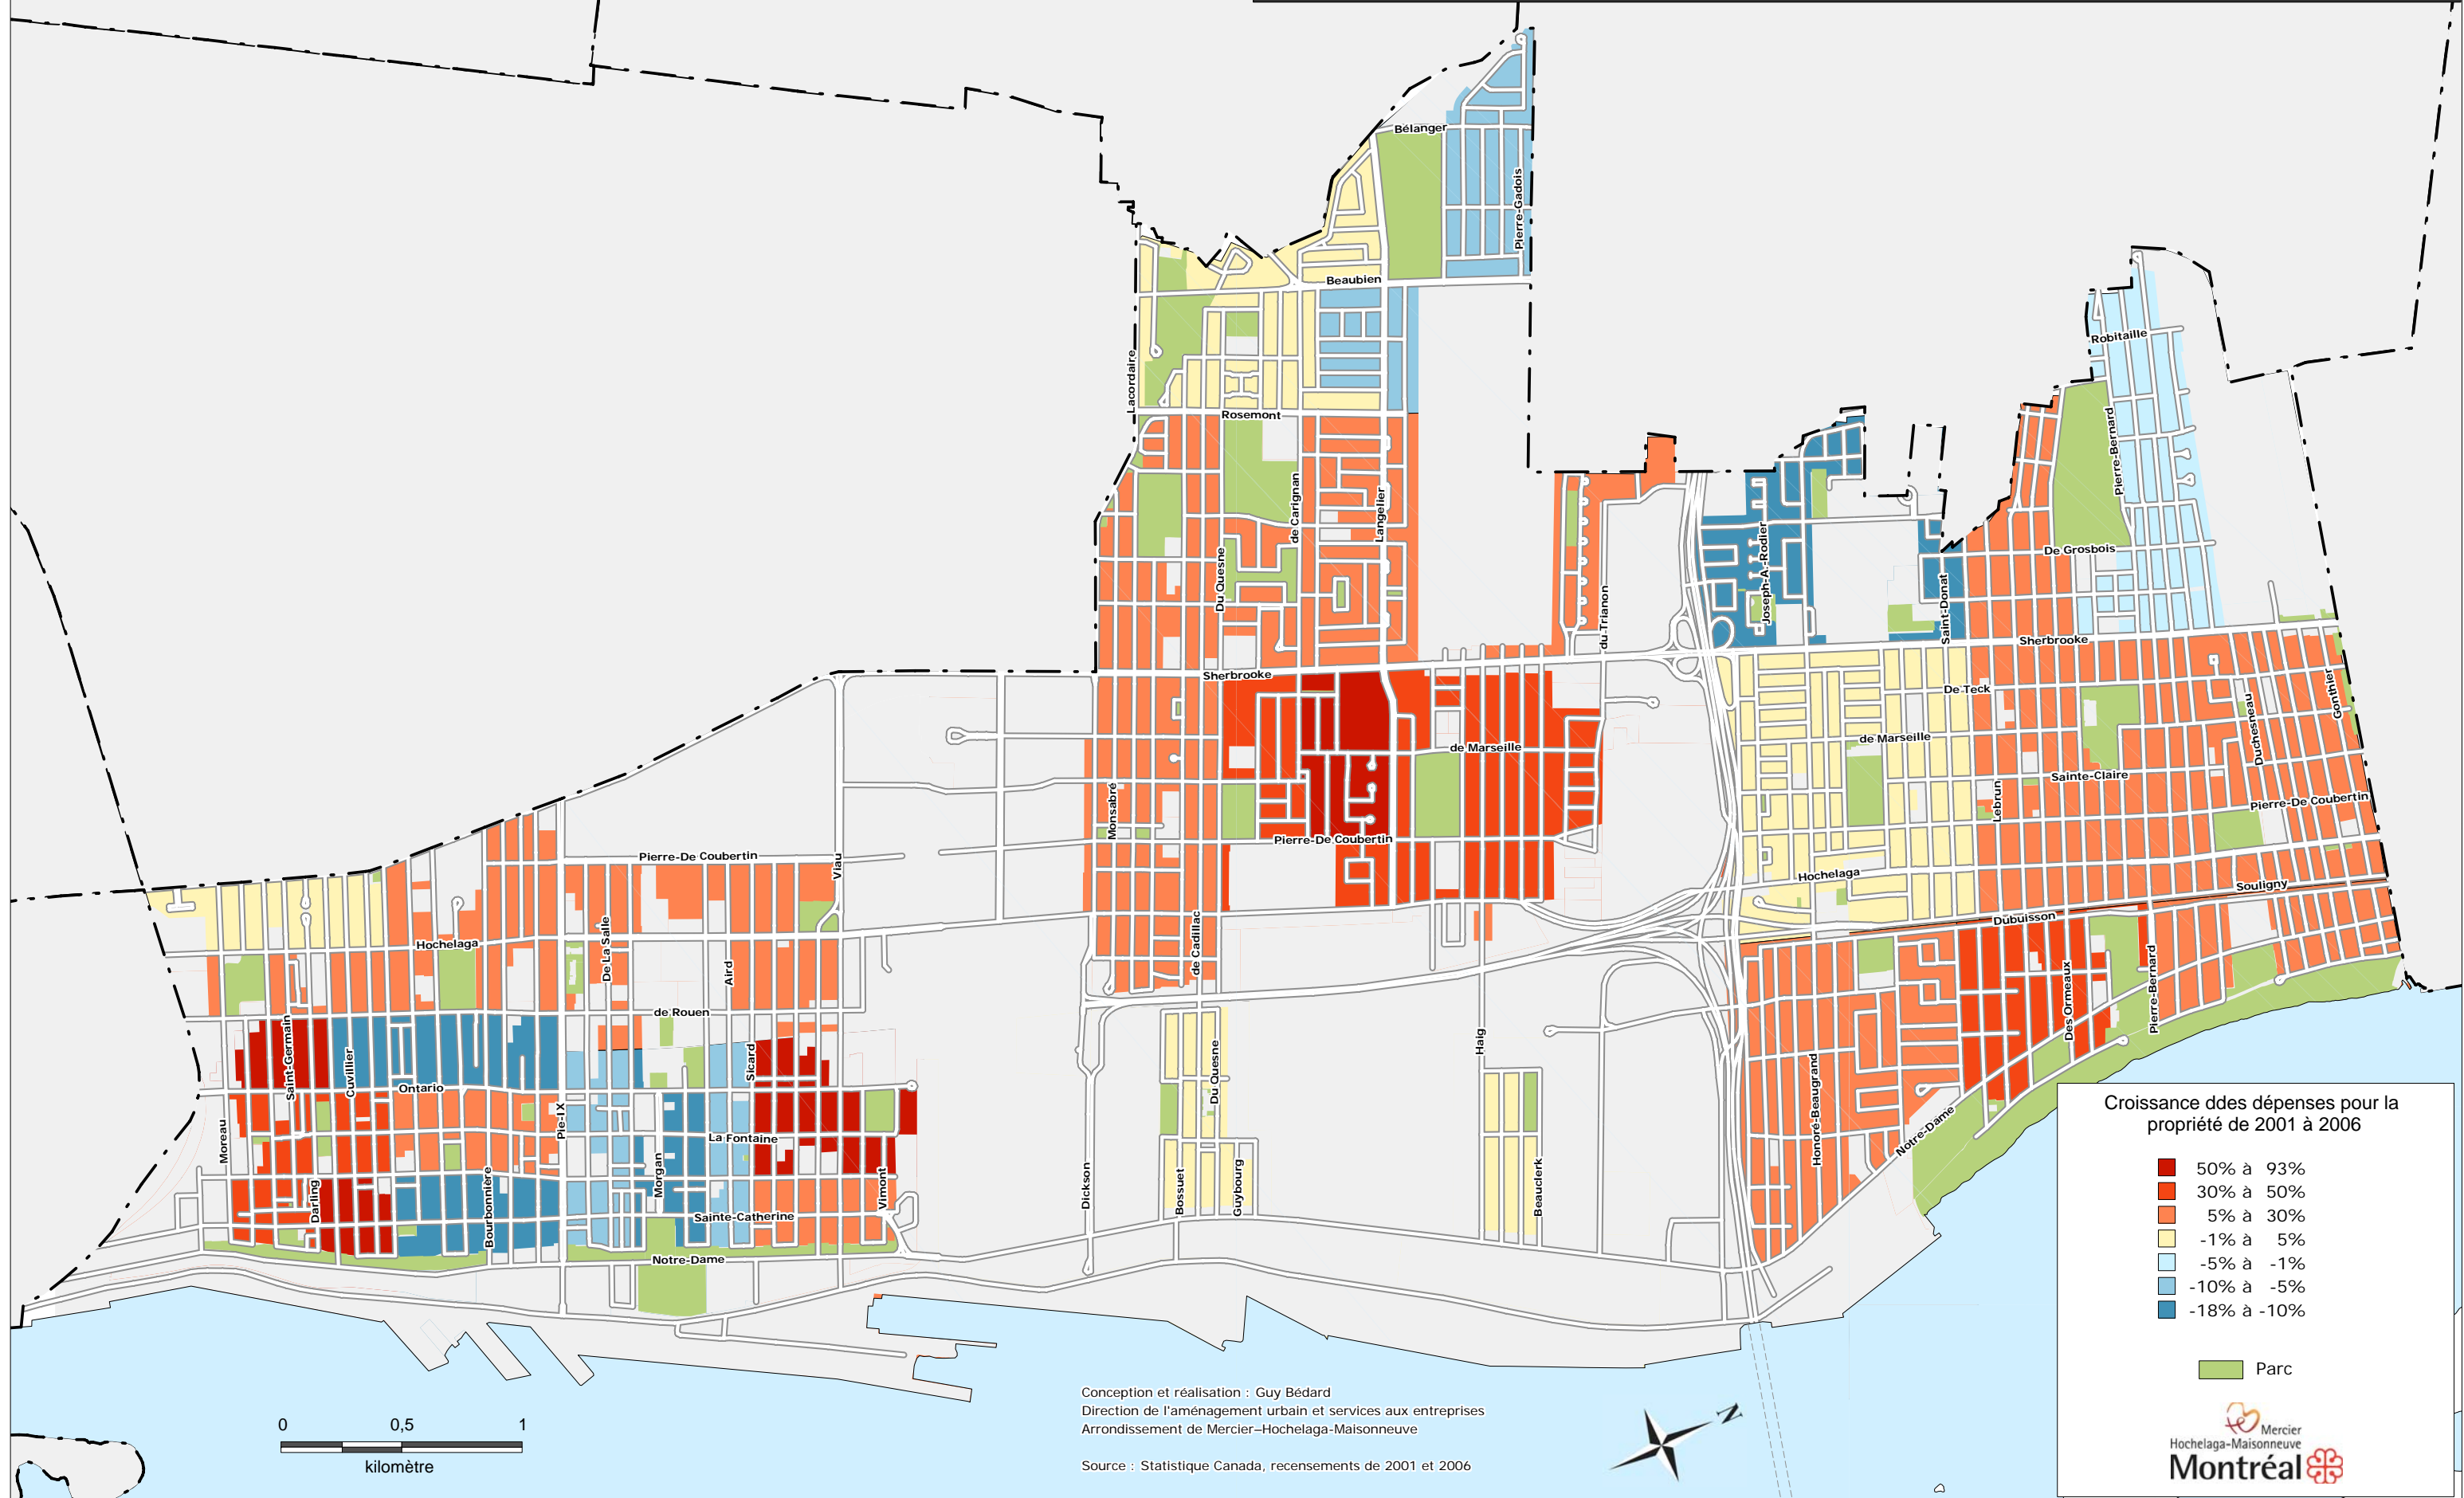 Bélanger
Pierre-Gadois
Beaubien
Lacordaire
Rosemont
de Carignan
Langelier
Du Quesne
Robitaille
Pierre-Bernard
De Grosbois
Joseph-A.-Rodier
Saint-Donat
du Trianon
Sherbrooke
Sherbrooke
De Teck
Gonthier
Duchesneau
de Marseille
de Marseille
Sainte-Claire
Pierre-De Coubertin
Lebrun
Monsabré
Pierre-De Coubertin
Pierre-De Coubertin
Viau
Hochelaga
Souligny
Dubuisson
Hochelaga
De La Salle
Aird
de Cadillac
Des Ormeaux
Pierre-Bernard
de Rouen
Saint-Germain
Cuvillier
Ontario
Sicard
Du Quesne
Haig
Honoré-Beaugrand
Notre-Dame
Moreau
Pie-IX
La Fontaine
Morgan
Vimont
Darling
Bourbonnière
Sainte-Catherine
Dickson
Bossuet
Guybourg
Beauclerk
Notre-Dame
Croissance ddes dépenses pour la
propriété de 2001 à 2006
50% à 93%
30% à 50%
5% à 30%
-1% à 5%
-5% à -1%
-10% à -5%
-18% à -10%
Parc
Mercier
Hochelaga-Maisonneuve
Montréal
0 0,5 1
kilomètre
Conception et réalisation : Guy Bédard
Direction de l'aménagement urbain et services aux entreprises
Arrondissement de Mercier–Hochelaga-Maisonneuve
Source : Statistique Canada, recensements de 2001 et 2006
N